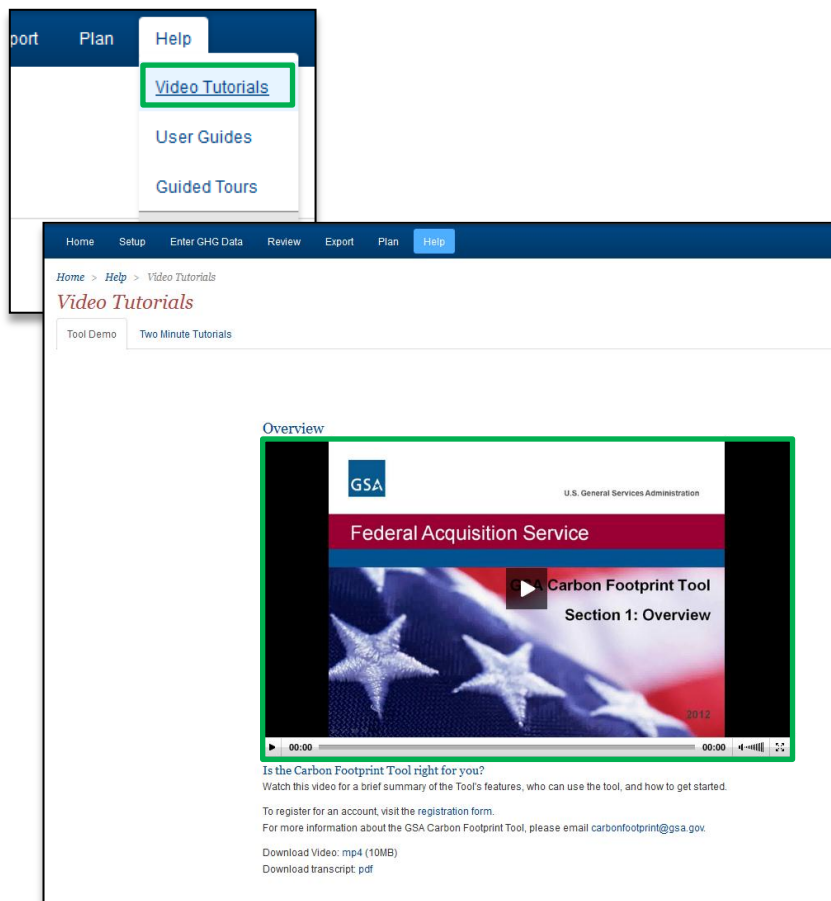 port Plan Help
Video Tutorials
User Guides
Guided Tours
Home Setup Enter GHG Data Review Export Plan Help
Home > Help > Video Tutorials
Video Tutorials
Tool Demo Two Minute Tutorials
Overview
GSA
U.S. General Services Administration
Federal Acquisition Service
GSA Carbon Footprint Tool
Section 1: Overview
2012
00:00 00:00
Is the Carbon Footprint Tool right for you?
Watch this video for a brief summary of the Tool's features, who can use the tool, and how to get started.
To register for an account, visit the registration form.
For more information about the GSA Carbon Footprint Tool, please email carbonfootprint@gsa.gov.
Download Video: mp4 (10MB)
Download transcript: pdf